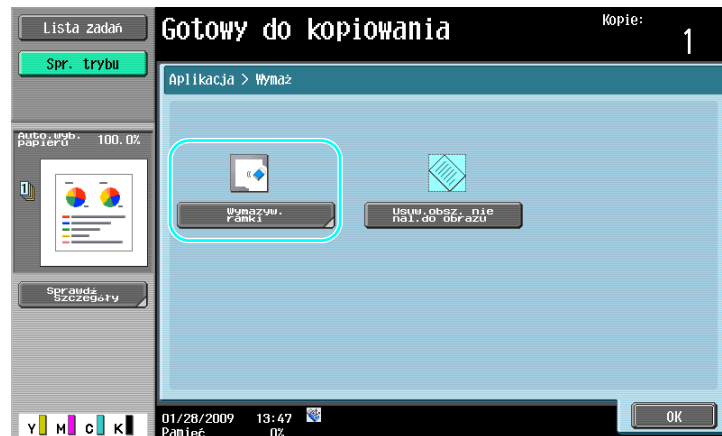 Lista zadań
Gotowy do kopiowania
Kopie:
1
Spr. trybu
Aplikacja > Wymaż
Auto.wyb.
papieru
100.0%
1
Wymazyw.
ramki
Usuw.obsz. nie
nal.do obrazu
Sprawdź
Szczegóły
Y M C K
01/28/2009 13:47
Pamięć 0%
OK